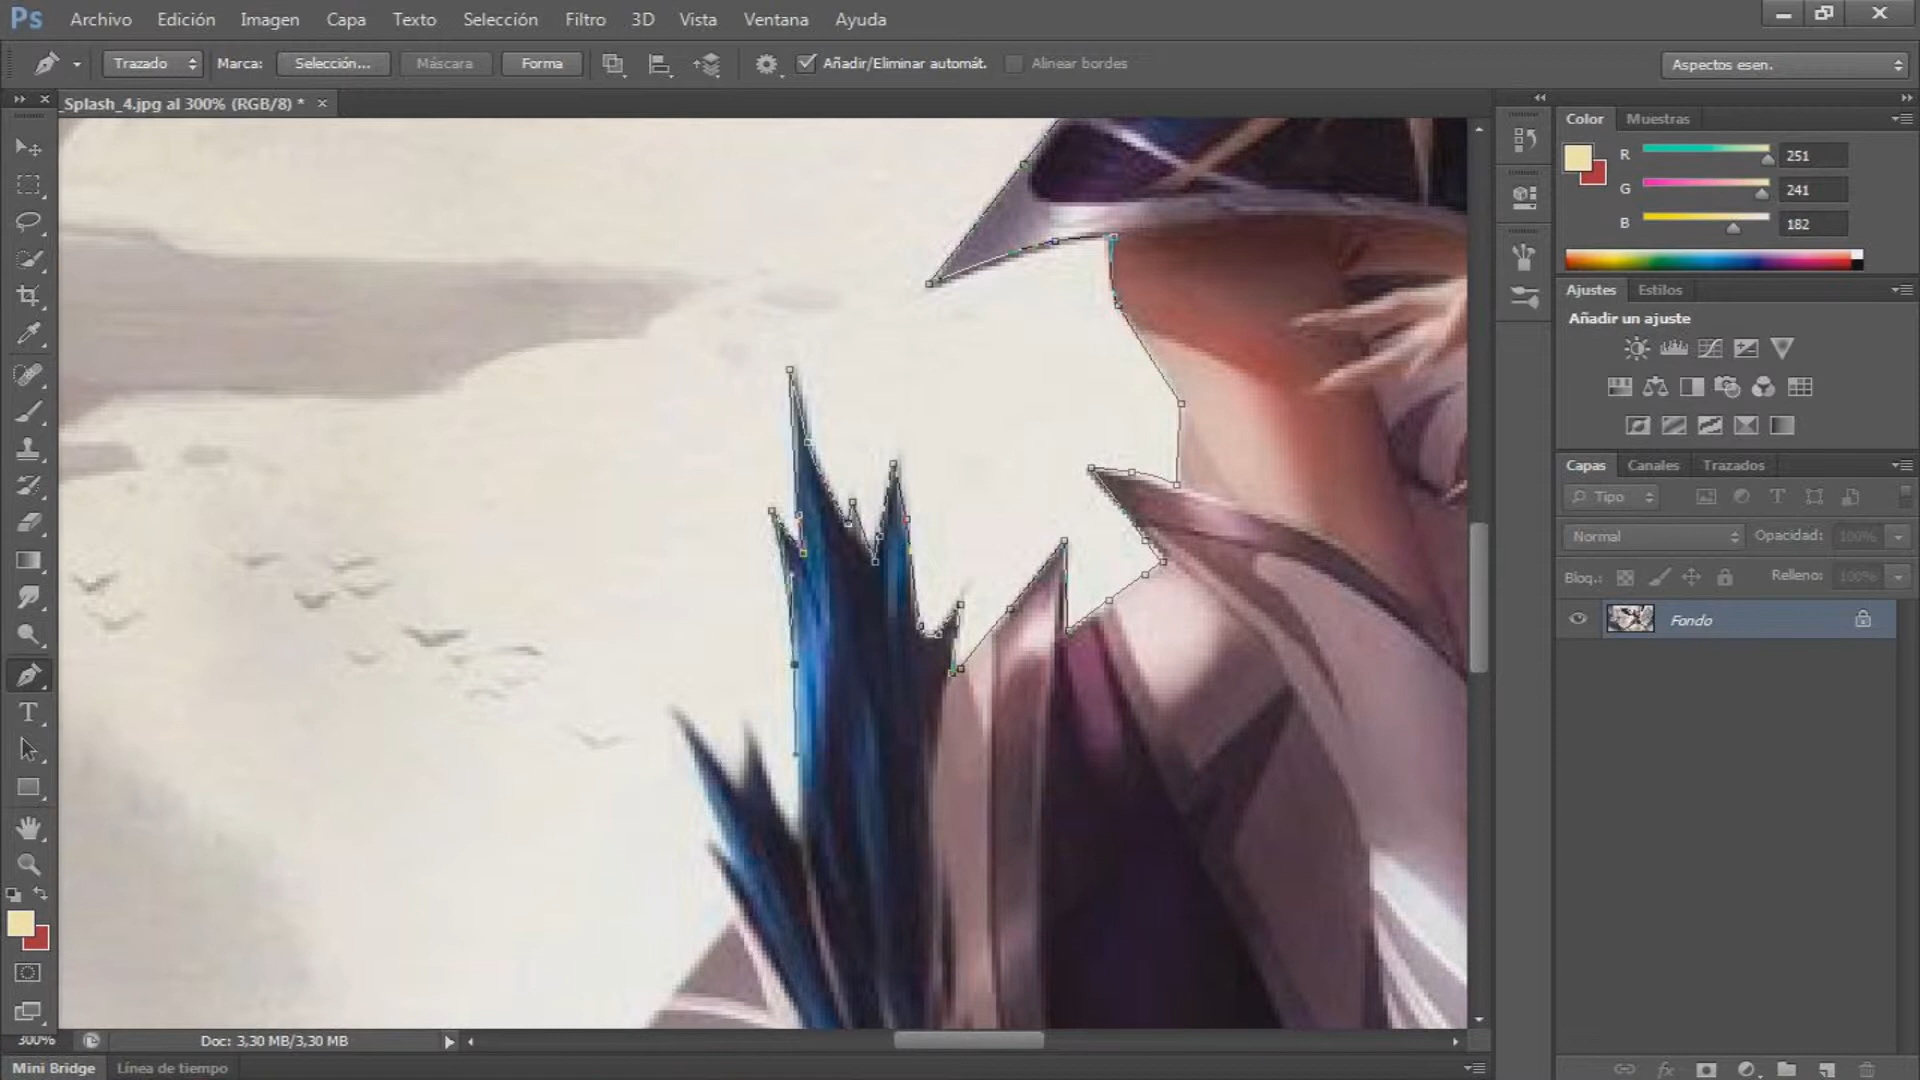 Ps Archivo Edición Imagen Capa Texto Selección Filtro 3D Vista Ventana Ayuda
Trazado Marca: Selección... Máscara Forma Añadir/Eliminar automát. Alinear bordes Aspectos esen.
_Splash_4.jpg al 300% (RGB/8) * ×
Color Muestras
R 251
G 241
B 182
Ajustes Estilos
Añadir un ajuste
Capas Canales Trazados
Tipo
Normal Opacidad: 100%
Bloq.: Relleno: 100%
Fondo
T
300% Doc: 3,30 MB/3,30 MB
Mini Bridge Línea de tiempo
fx